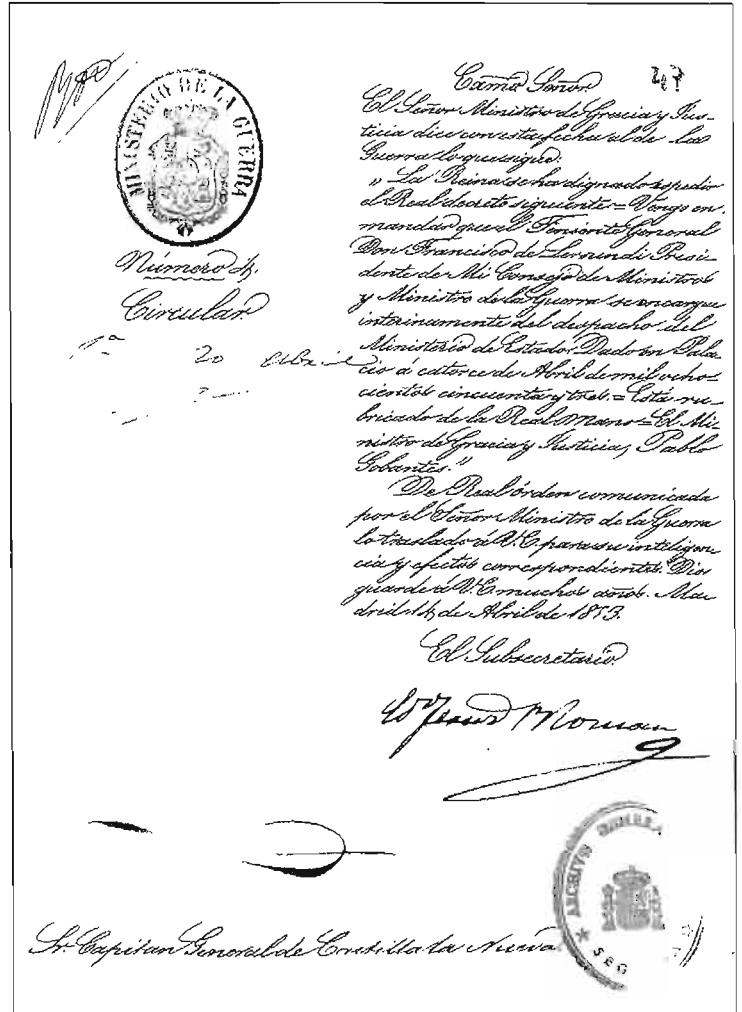 MINISTERIO DE LA GUERRA
Número 14.
Circular
20 Abril
Excmo. Señor
El Señor Ministro de Gracia y Jus-
ticia dice con esta fecha al de la
Guerra lo que sigue:
"La Reina se ha dignado espedir
el Real decreto siguiente = Vengo en
mandar que el Teniente General
Don Francisco de Lersundi Presi-
dente de Mi Consejo de Ministros
y Ministro de la Guerra se encargue
interinamente del despacho del
Ministerio de Estado. Dado en Pala-
cio á catorce de Abril de mil ocho-
cientos cincuenta y tres. = Está ru-
bricado de la Real Mano = El Mi-
nistro de Gracia y Justicia, Pablo
Gobantes."
De Real órden comunicada
por el Señor Ministro de la Guerra
lo traslado á V.E. para su inteligen
cia y efectos correspondientes. Dios
guarde á V.E. muchos años. Ma
drid 14 de Abril de 1853.
El Subsecretario
Sr. Capitan General de Castilla la Nueva
ARCHIVO GENERA
SEG